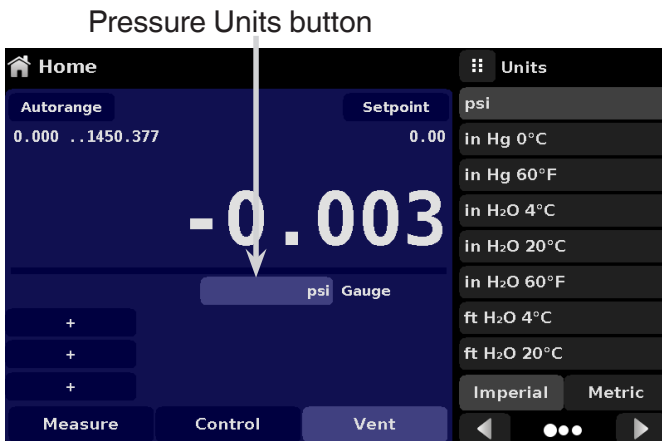 Pressure Units button
Home
Autorange
Setpoint
0.000 ..1450.377
0.00
-0.003
psi Gauge
+
+
+
Measure
Control
Vent
Units
psi
in Hg 0°C
in Hg 60°F
in H₂O 4°C
in H₂O 20°C
in H₂O 60°F
ft H₂O 4°C
ft H₂O 20°C
Imperial
Metric